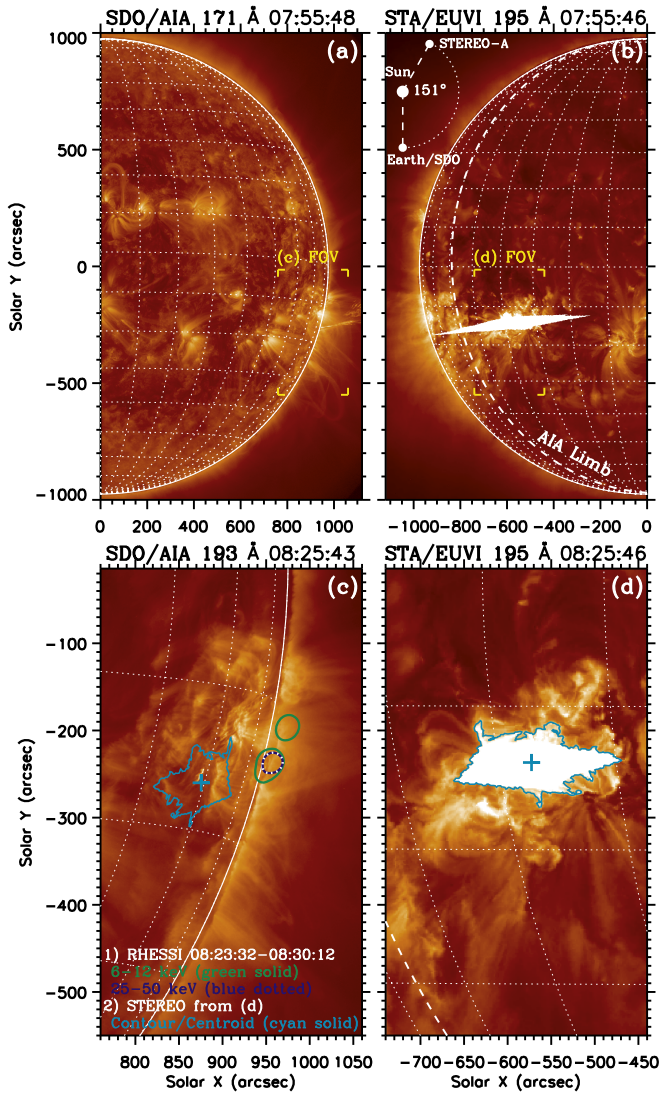 SDO/AIA 171 Å 07:55:48
STA/EUVI 195 Å 07:55:46
(a)
(b)
STEREO-A
Sun
151°
Earth/SDO
(c) FOV
(d) FOV
AIA Limb
1000
500
0
-500
-1000
Solar Y (arcsec)
0 200 400 600 800 1000
-1000 -800 -600 -400 -200 0
SDO/AIA 193 Å 08:25:43
STA/EUVI 195 Å 08:25:46
(c)
(d)
-100
-200
-300
-400
-500
Solar Y (arcsec)
1) RHESSI 08:23:32-08:30:12
6-12 keV (green solid)
25-50 keV (blue dotted)
2) STEREO from (d)
Contour/Centroid (cyan solid)
800 850 900 950 1000 1050
-700 -650 -600 -550 -500 -450
Solar X (arcsec)
Solar X (arcsec)